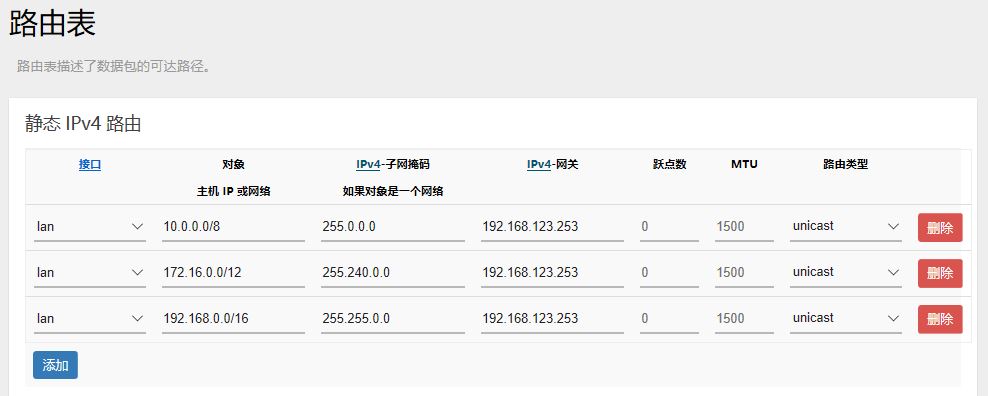 路由表
路由表描述了数据包的可达路径。
静态 IPv4 路由
接口 对象 IPv4-子网掩码 IPv4-网关 跃点数 MTU 路由类型
主机 IP 或网络 如果对象是一个网络
lan 10.0.0.0/8 255.0.0.0 192.168.123.253 0 1500 unicast 删除
lan 172.16.0.0/12 255.240.0.0 192.168.123.253 0 1500 unicast 删除
lan 192.168.0.0/16 255.255.0.0 192.168.123.253 0 1500 unicast 删除
添加